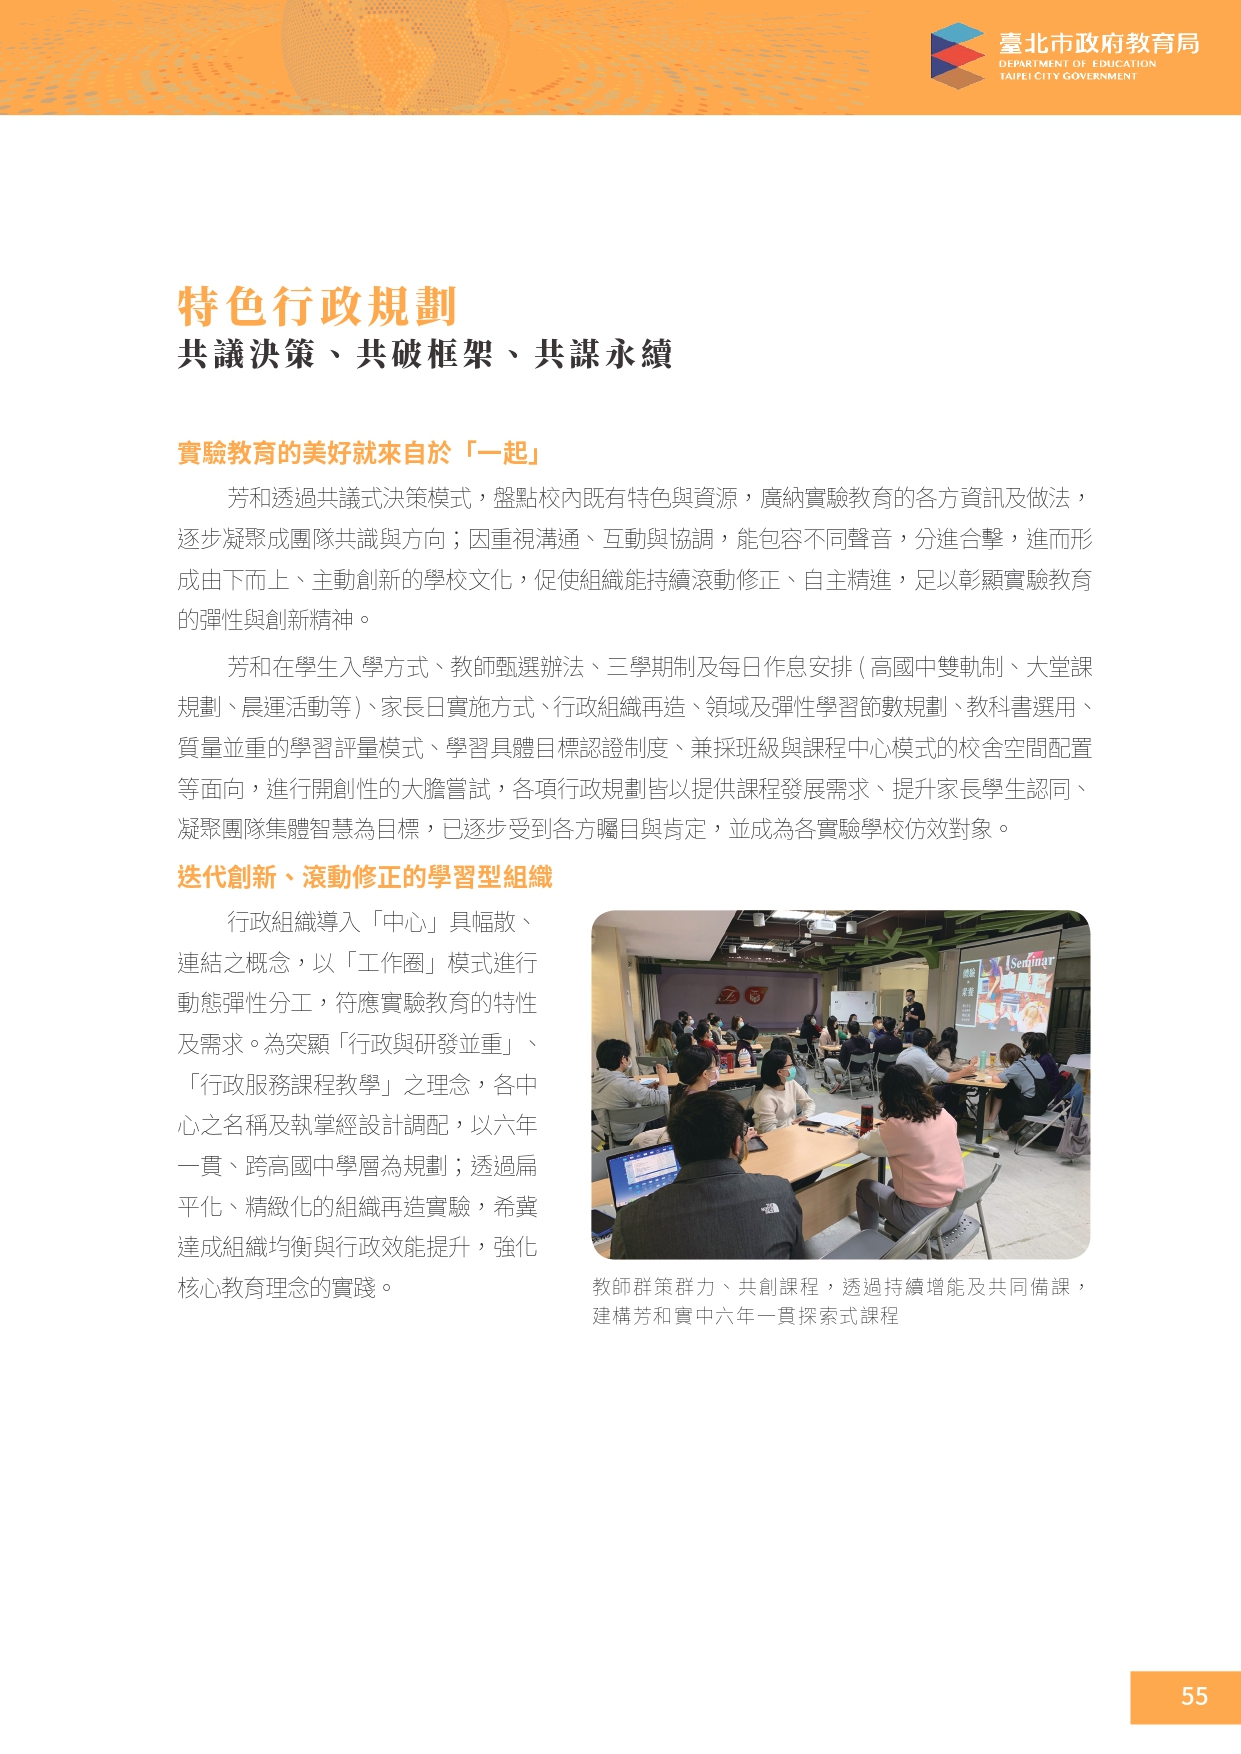 臺北市政府教育局
DEPARTMENT OF EDUCATION
TAIPEI CITY GOVERNMENT
特色行政規劃
共議決策、共破框架、共謀永續
實驗教育的美好就來自於「一起」
芳和透過共議式決策模式，盤點校內既有特色與資源，廣納實驗教育的各方資訊及做法，
逐步凝聚成團隊共識與方向；因重視溝通、互動與協調，能包容不同聲音，分進合擊，進而形
成由下而上、主動創新的學校文化，促使組織能持續滾動修正、自主精進，足以彰顯實驗教育
的彈性與創新精神。
芳和在學生入學方式、教師甄選辦法、三學期制及每日作息安排 ( 高國中雙軌制、大堂課
規劃、晨運活動等 )、家長日實施方式、行政組織再造、領域及彈性學習節數規劃、教科書選用、
質量並重的學習評量模式、學習具體目標認證制度、兼採班級與課程中心模式的校舍空間配置
等面向，進行開創性的大膽嘗試，各項行政規劃皆以提供課程發展需求、提升家長學生認同、
凝聚團隊集體智慧為目標，已逐步受到各方矚目與肯定，並成為各實驗學校仿效對象。
迭代創新、滾動修正的學習型組織
行政組織導入「中心」具幅散、
連結之概念，以「工作圈」模式進行
動態彈性分工，符應實驗教育的特性
及需求。為突顯「行政與研發並重」、
「行政服務課程教學」之理念，各中
心之名稱及執掌經設計調配，以六年
一貫、跨高國中學層為規劃；透過扁
平化、精緻化的組織再造實驗，希冀
達成組織均衡與行政效能提升，強化
核心教育理念的實踐。
Seminar
教師群策群力、共創課程，透過持續增能及共同備課，
建構芳和實中六年一貫探索式課程
55